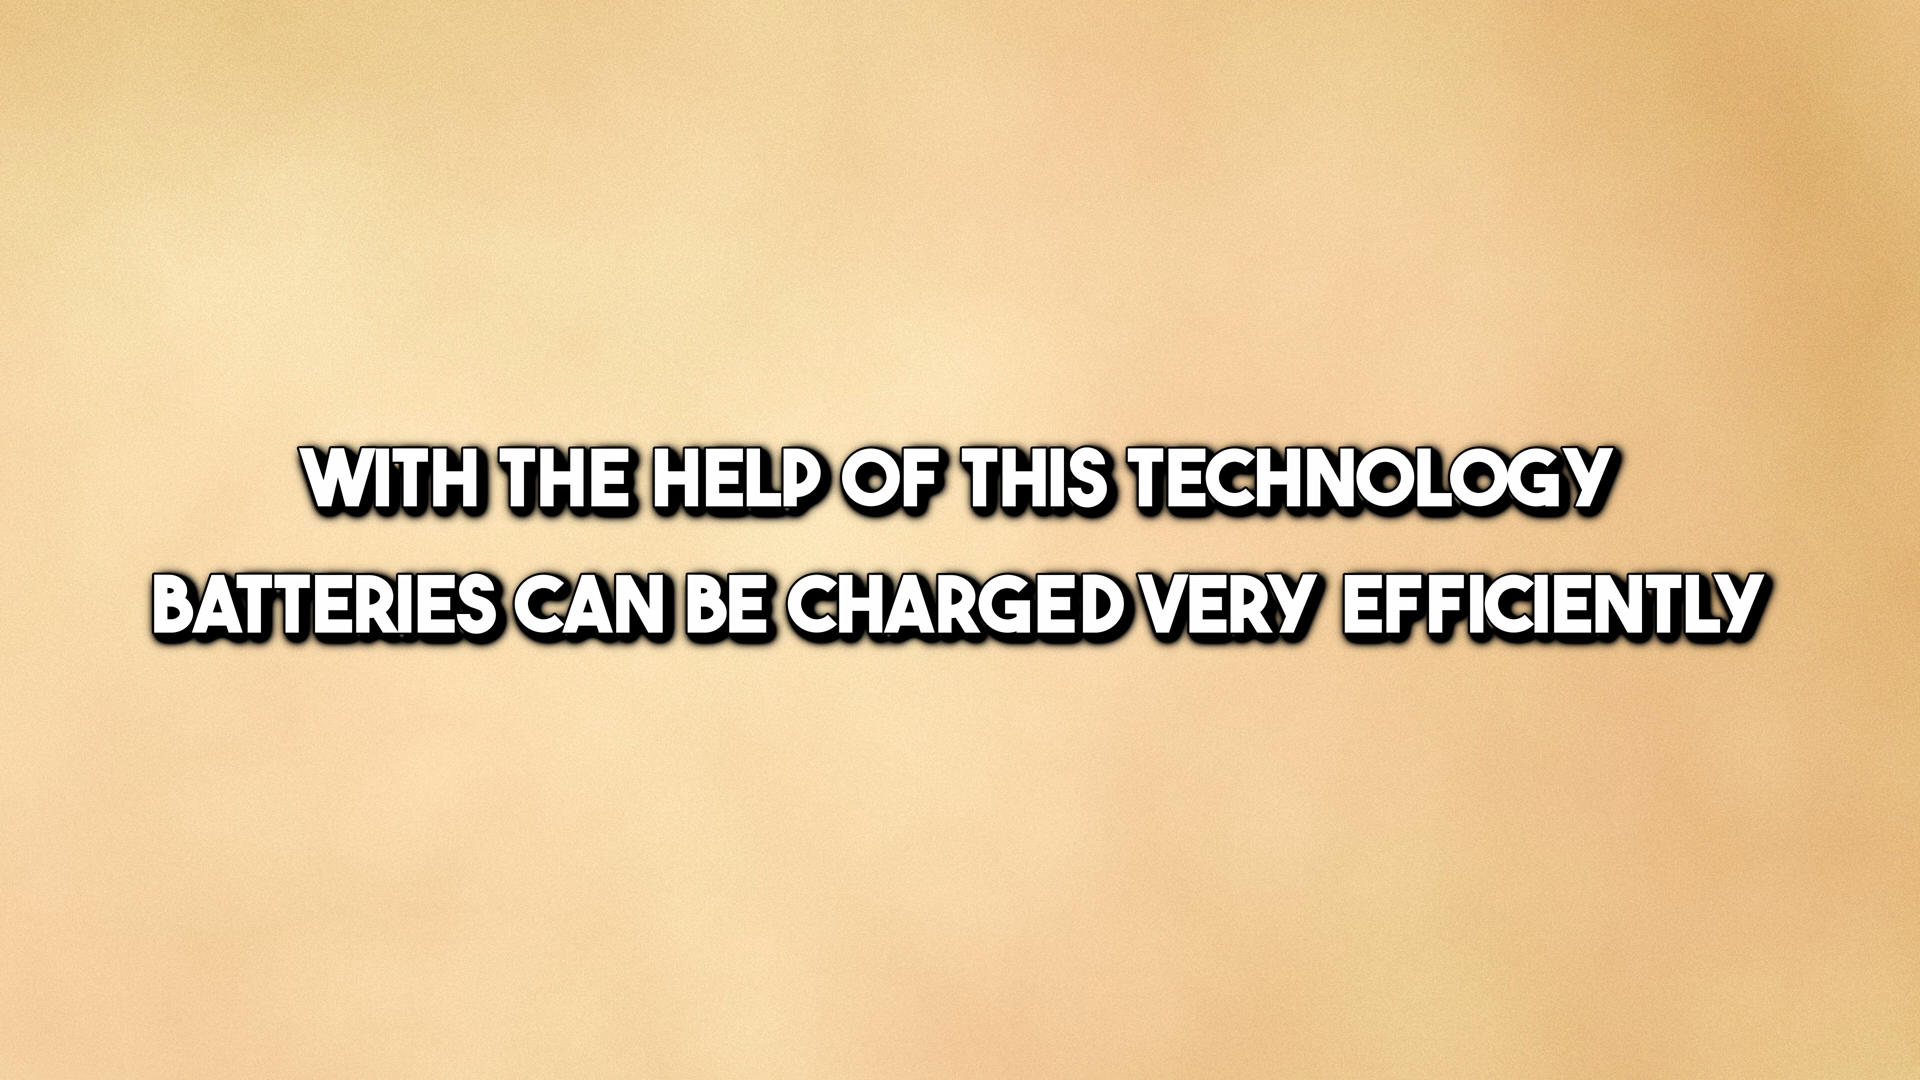 WITH THE HELP OF THIS TECHNOLOGY
BATTERIES CAN BE CHARGED VERY EFFICIENTLY